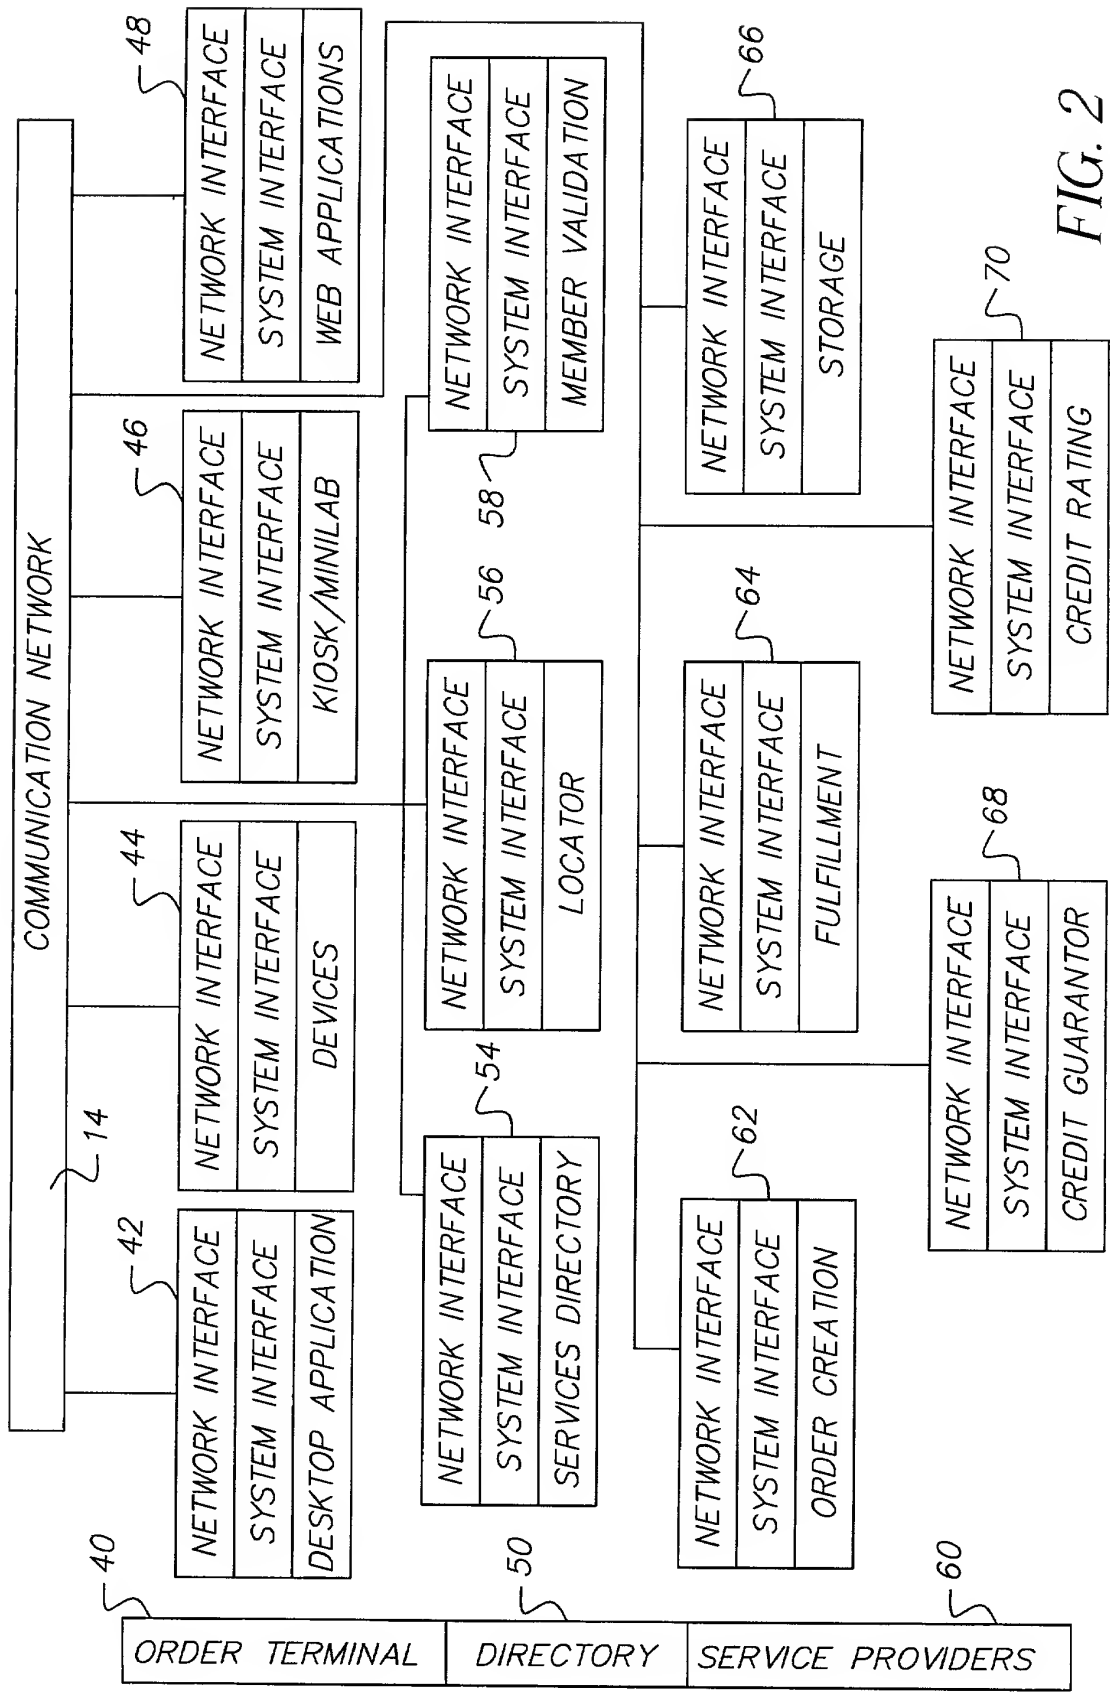 COMMUNICATION NETWORK
14
40
ORDER TERMINAL
42
NETWORK INTERFACE
SYSTEM INTERFACE
DESKTOP APPLICATION
44
NETWORK INTERFACE
SYSTEM INTERFACE
DEVICES
46
NETWORK INTERFACE
SYSTEM INTERFACE
KIOSK/MINILAB
48
NETWORK INTERFACE
SYSTEM INTERFACE
WEB APPLICATIONS
50
DIRECTORY
54
NETWORK INTERFACE
SYSTEM INTERFACE
SERVICES DIRECTORY
56
NETWORK INTERFACE
SYSTEM INTERFACE
LOCATOR
58
NETWORK INTERFACE
SYSTEM INTERFACE
MEMBER VALIDATION
60
SERVICE PROVIDERS
62
NETWORK INTERFACE
SYSTEM INTERFACE
ORDER CREATION
64
NETWORK INTERFACE
SYSTEM INTERFACE
FULFILLMENT
66
NETWORK INTERFACE
SYSTEM INTERFACE
STORAGE
68
NETWORK INTERFACE
SYSTEM INTERFACE
CREDIT GUARANTOR
70
NETWORK INTERFACE
SYSTEM INTERFACE
CREDIT RATING
FIG. 2